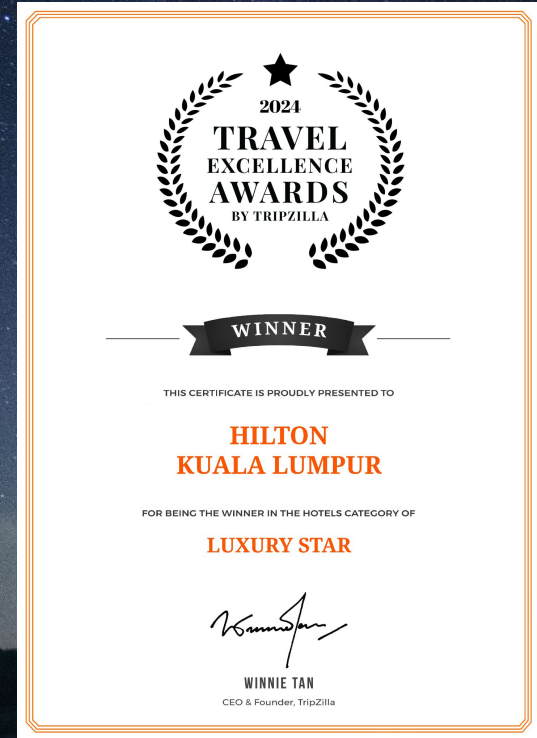 2024
TRAVEL
EXCELLENCE
AWARDS
BY TRIPZILLA
WINNER
THIS CERTIFICATE IS PROUDLY PRESENTED TO
HILTON
KUALA LUMPUR
FOR BEING THE WINNER IN THE HOTELS CATEGORY OF
LUXURY STAR
WINNIE TAN
CEO & Founder, TripZilla